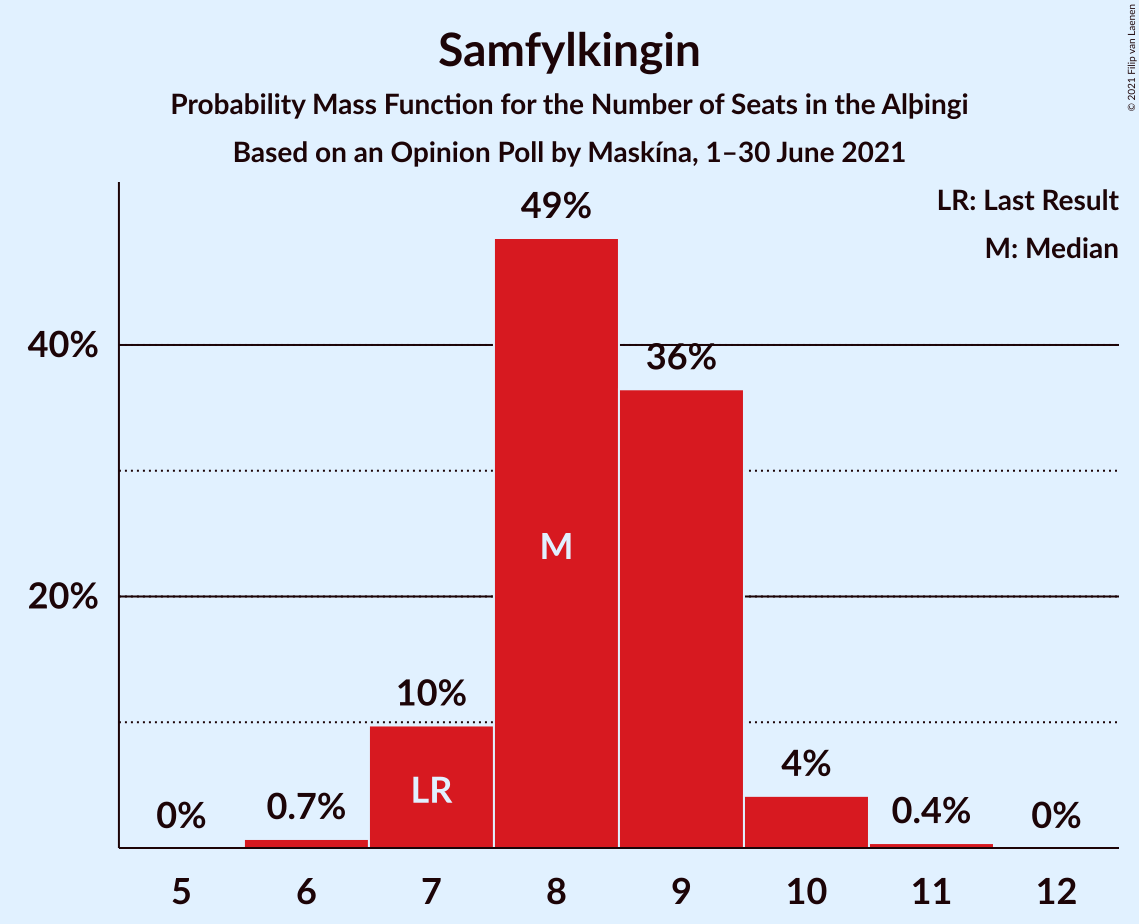 Samfylkingin
Probability Mass Function for the Number of Seats in the Alþingi
Based on an Opinion Poll by Maskína, 1–30 June 2021
© 2021 Filip van Laenen
LR: Last Result
M: Median
49%
40%
36%
M
20%
10%
LR
4%
0%
0.7%
0.4%
0%
5 6 7 8 9 10 11 12